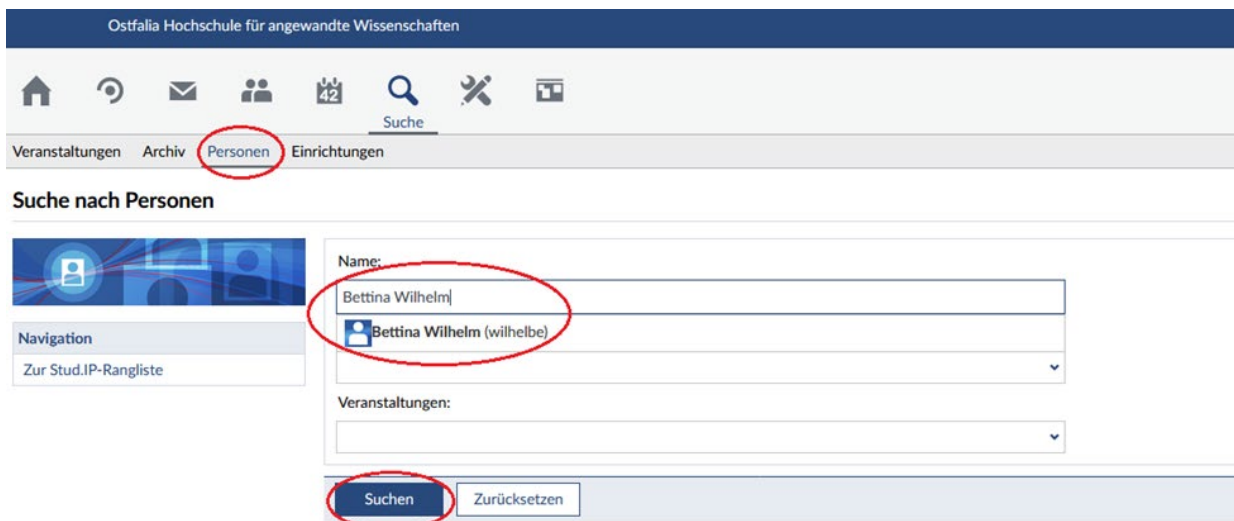 Ostfalia Hochschule für angewandte Wissenschaften
42
Suche
Veranstaltungen Archiv Personen Einrichtungen
Suche nach Personen
Name:
Bettina Wilhelm
Bettina Wilhelm (wilhelbe)
Navigation
Zur Stud.IP-Rangliste
Veranstaltungen:
Suchen Zurücksetzen